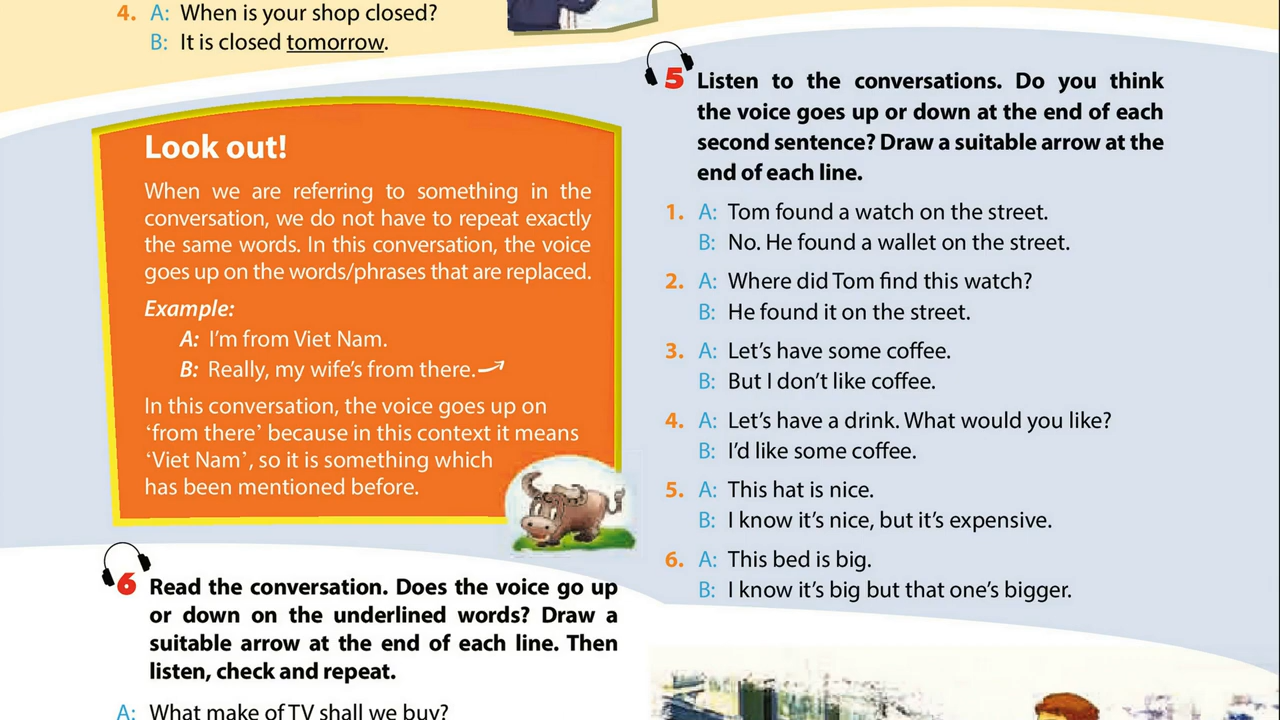 4. A: When is your shop closed?
B: It is closed tomorrow.
Look out!
When we are referring to something in the
conversation, we do not have to repeat exactly
the same words. In this conversation, the voice
goes up on the words/phrases that are replaced.
Example:
A: I'm from Viet Nam.
B: Really, my wife's from there.
In this conversation, the voice goes up on
‘from there’ because in this context it means
‘Viet Nam’, so it is something which
has been mentioned before.
6 Read the conversation. Does the voice go up
or down on the underlined words? Draw a
suitable arrow at the end of each line. Then
listen, check and repeat.
A: What make of TV shall we buy?
5 Listen to the conversations. Do you think
the voice goes up or down at the end of each
second sentence? Draw a suitable arrow at the
end of each line.
1. A: Tom found a watch on the street.
B: No. He found a wallet on the street.
2. A: Where did Tom find this watch?
B: He found it on the street.
3. A: Let's have some coffee.
B: But I don't like coffee.
4. A: Let's have a drink. What would you like?
B: I'd like some coffee.
5. A: This hat is nice.
B: I know it's nice, but it's expensive.
6. A: This bed is big.
B: I know it's big but that one's bigger.